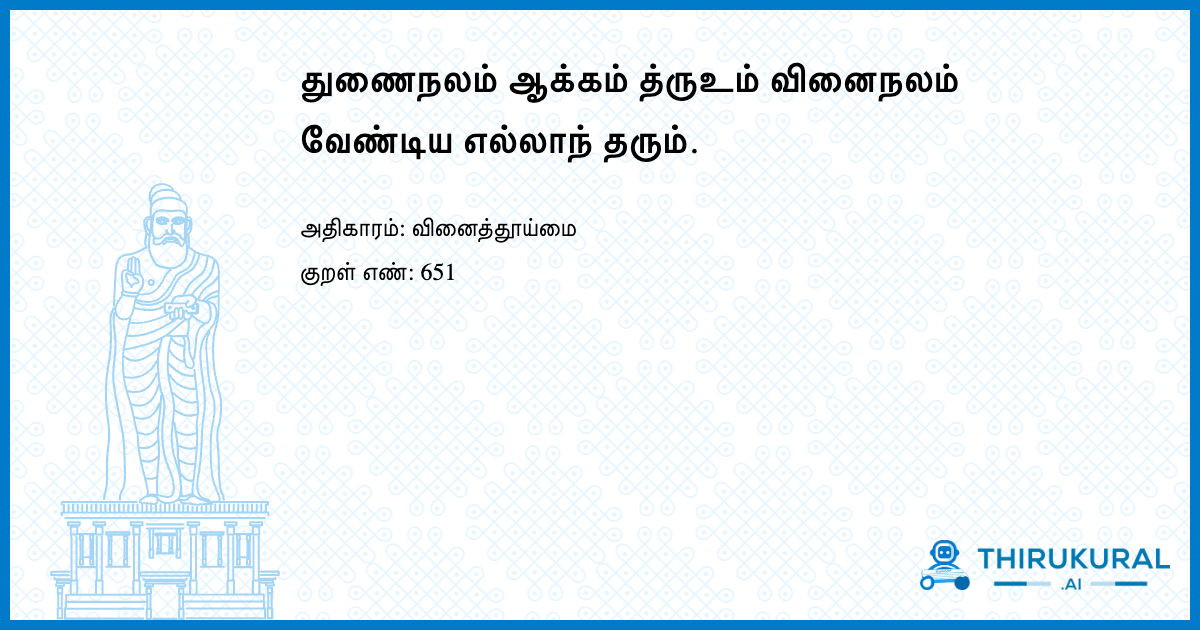 துணைநலம் ஆக்கம் த்ருஉம் வினைநலம்
வேண்டிய எல்லாந் தரும்.
அதிகாரம்: வினைத்தூய்மை
குறள் எண்: 651
THIRUKURAL
.AI